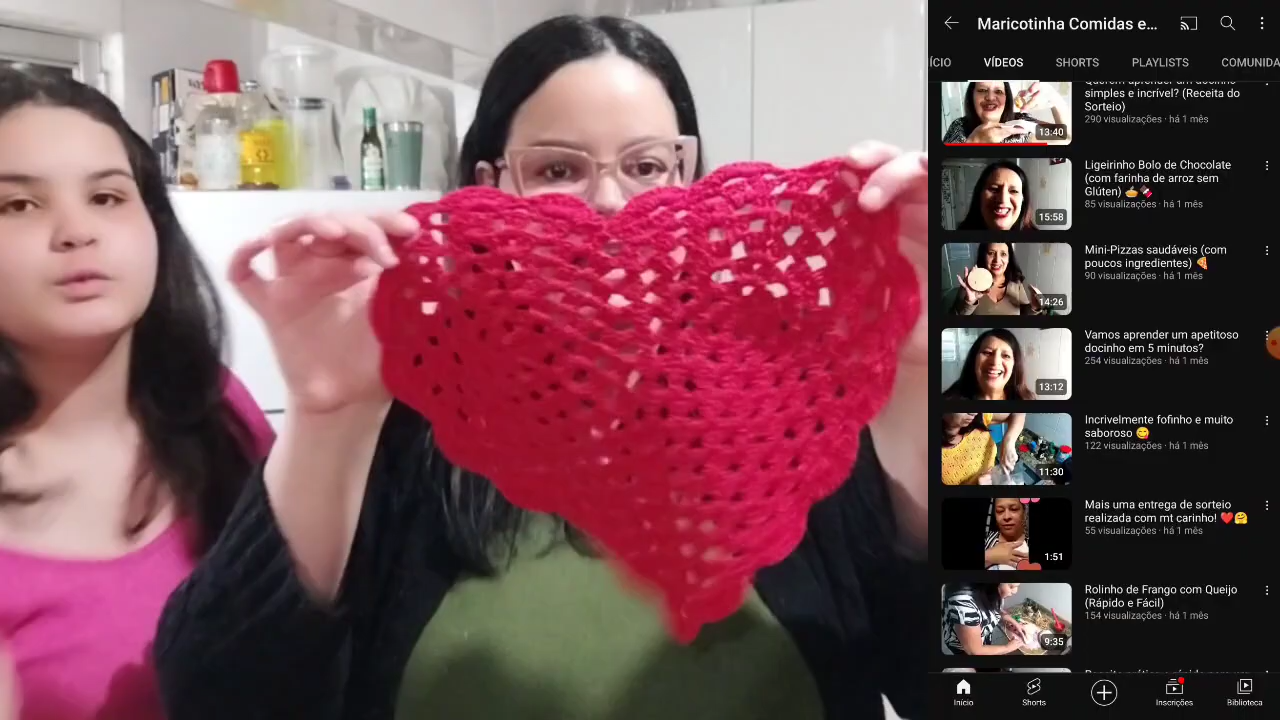 Maricotinha Comidas e...
ÍCIO
VÍDEOS
SHORTS
PLAYLISTS
COMUNIDA
Querem aprender um docinho
simples e incrível? (Receita do
Sorteio)
290 visualizações · há 1 mês
13:40
Ligeirinho Bolo de Chocolate
(com farinha de arroz sem
Glúten) 🥧🍫
85 visualizações · há 1 mês
15:58
Mini-Pizzas saudáveis (com
poucos ingredientes) 🍕
90 visualizações · há 1 mês
14:26
Vamos aprender um apetitoso
docinho em 5 minutos?
254 visualizações · há 1 mês
13:12
Incrivelmente fofinho e muito
saboroso 😋
122 visualizações · há 1 mês
11:30
Mais uma entrega de sorteio
realizada com mt carinho! ❤️🤗
55 visualizações · há 1 mês
1:51
Rolinho de Frango com Queijo
(Rápido e Fácil)
154 visualizações · há 1 mês
9:35
Início
Shorts
Inscrições
Biblioteca